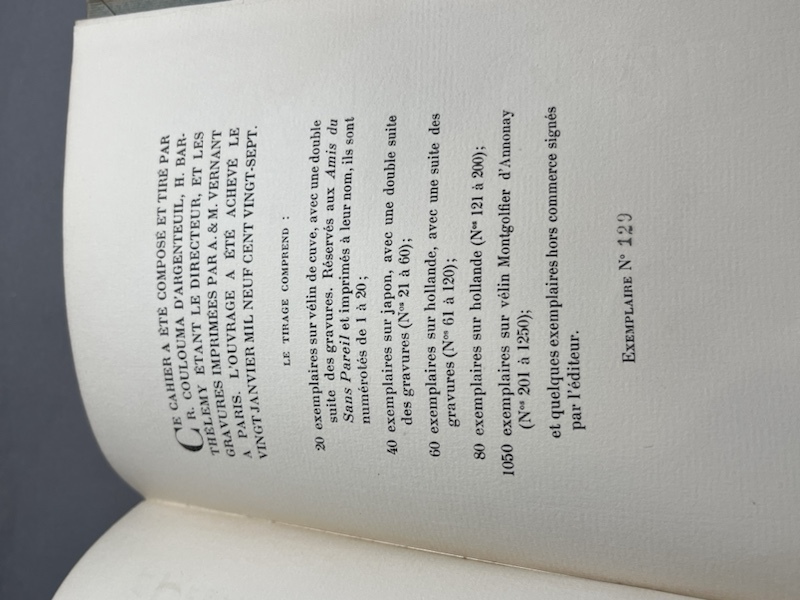 CE CAHIER A ÉTÉ COMPOSÉ ET TIRÉ PAR
R. COULOUMA D'ARGENTEUIL, H. BAR-
THÉLEMY ÉTANT LE DIRECTEUR, ET LES
GRAVURES IMPRIMÉES PAR A. & M. VERNANT
A PARIS. L'OUVRAGE A ÉTÉ ACHEVÉ LE
VINGT JANVIER MIL NEUF CENT VINGT-SEPT.
LE TIRAGE COMPREND :
20 exemplaires sur vélin de cuve, avec une double
suite des gravures. Réservés aux Amis du
Sans Pareil et imprimés à leur nom, ils sont
numérotés de 1 à 20 ;
40 exemplaires sur japon, avec une double suite
des gravures (Nos 21 à 60);
60 exemplaires sur hollande, avec une suite des
gravures (Nos 61 à 120);
80 exemplaires sur hollande (Nos 121 à 200);
1050 exemplaires sur vélin Montgolfier d'Annonay
(Nos 201 à 1250);
et quelques exemplaires hors commerce signés
par l'éditeur.
EXEMPLAIRE No 129